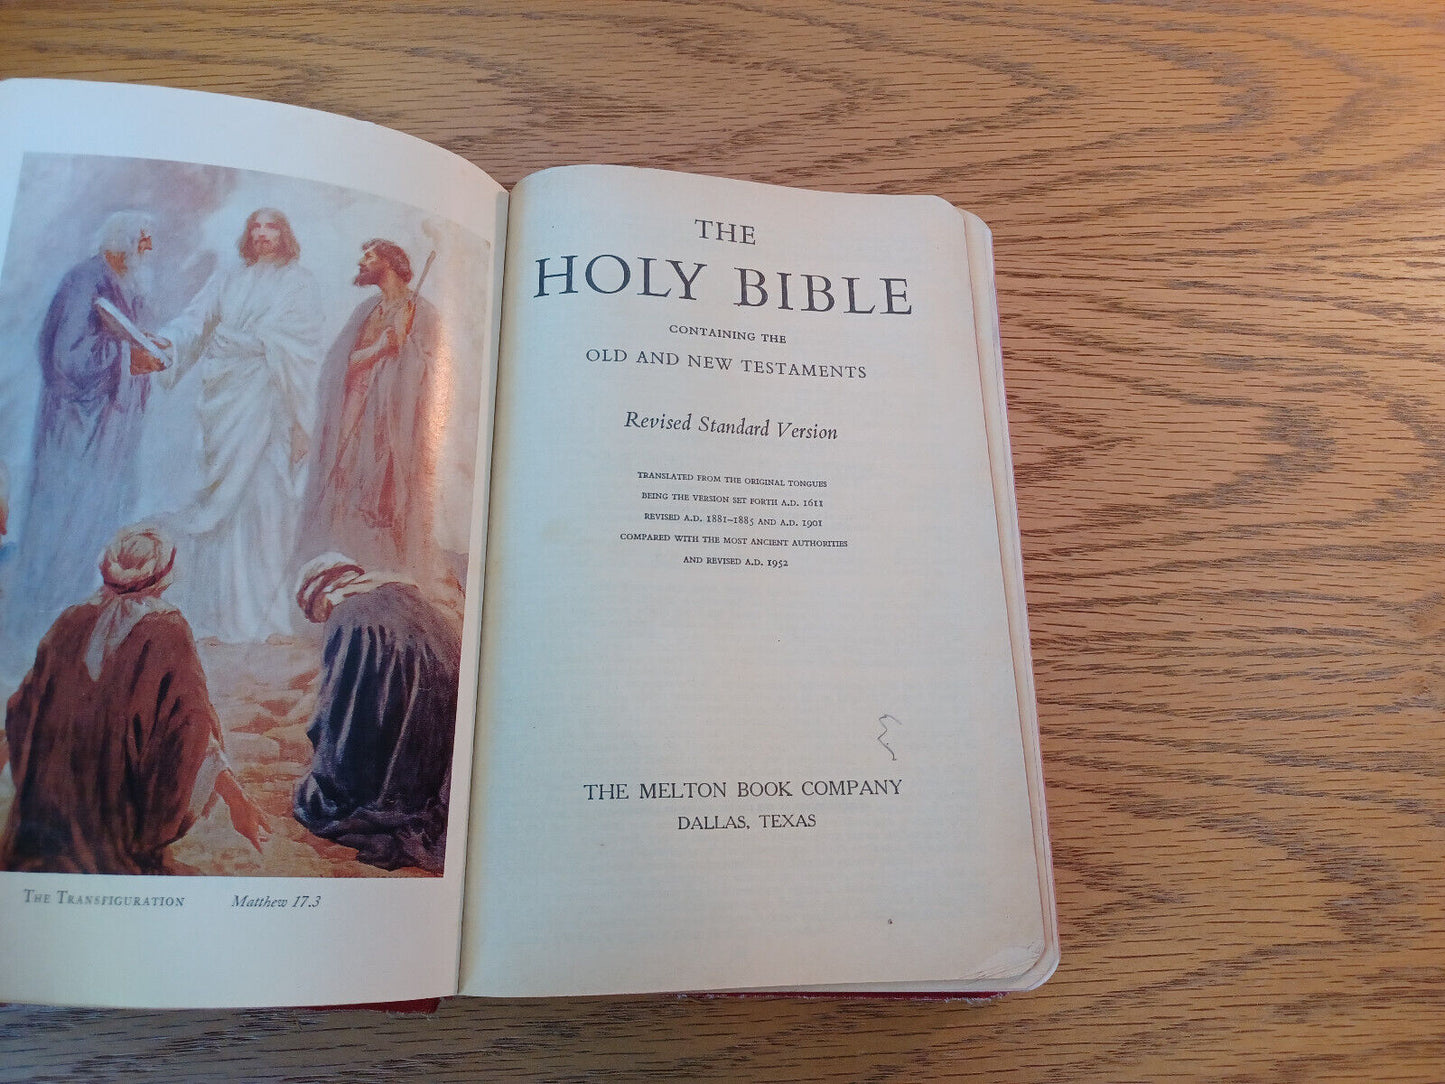 The Transfiguration Matthew 17.3
THE
HOLY BIBLE
CONTAINING THE
OLD AND NEW TESTAMENTS
Revised Standard Version
TRANSLATED FROM THE ORIGINAL TONGUES
BEING THE VERSION SET FORTH A.D. 1611
REVISED A.D. 1881–1885 AND A.D. 1901
COMPARED WITH THE MOST ANCIENT AUTHORITIES
AND REVISED A.D. 1952
THE MELTON BOOK COMPANY
DALLAS, TEXAS